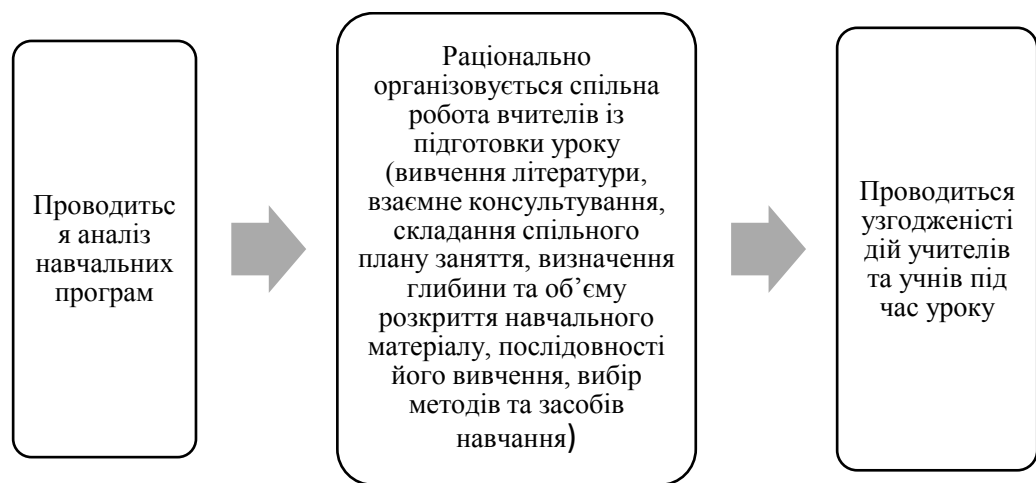 Проводитьс
я аналіз
навчальних
програм
Раціонально
організовується спільна
робота вчителів із
підготовки уроку
(вивчення літератури,
взаємне консультування,
складання спільного
плану заняття, визначення
глибини та об’єму
розкриття навчального
матеріалу, послідовності
його вивчення, вибір
методів та засобів
навчання)
Проводиться
узгодженісті
дій учителів
та учнів під
час уроку